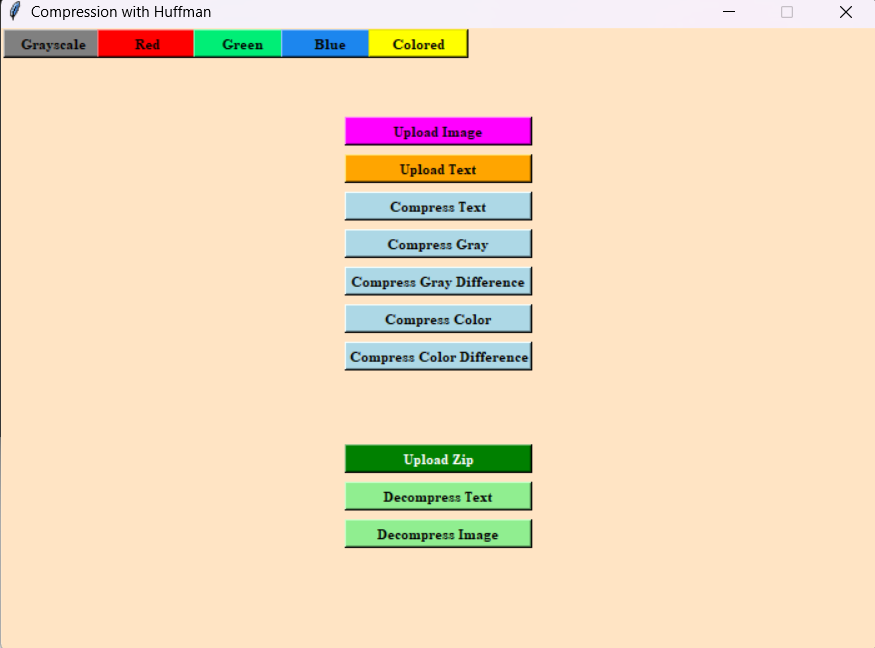 Compression with Huffman
Grayscale Red Green Blue Colored
Upload Image
Upload Text
Compress Text
Compress Gray
Compress Gray Difference
Compress Color
Compress Color Difference
Upload Zip
Decompress Text
Decompress Image